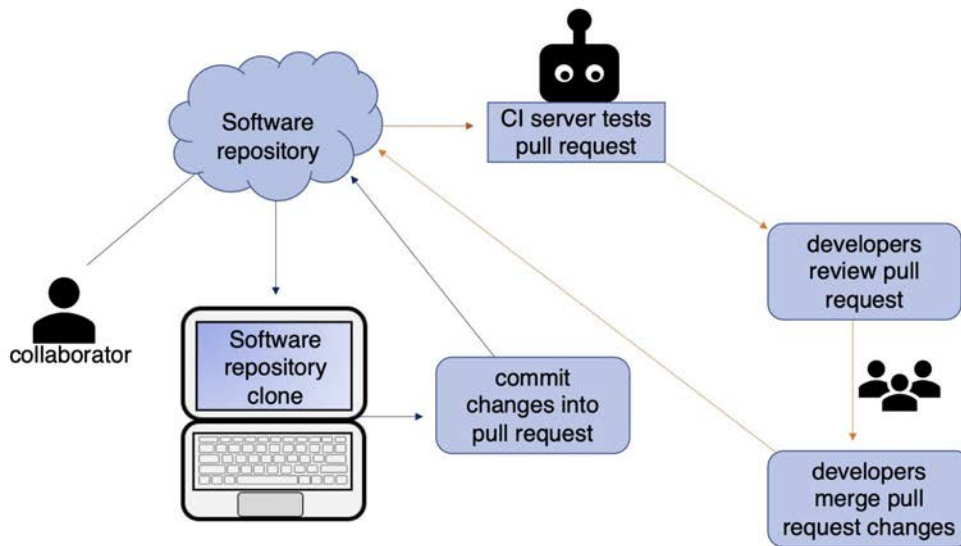 Software
repository
CI server tests
pull request
developers
review pull
request
collaborator
Software
repository
clone
commit
changes into
pull request
developers
merge pull
request changes